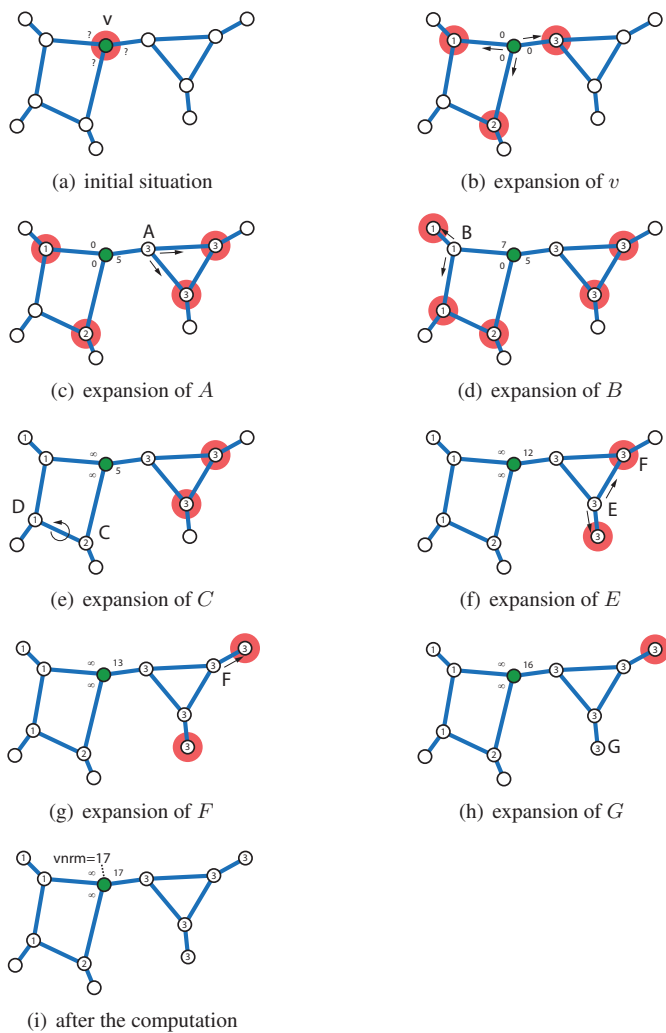 v
? ?
?
(a) initial situation
1 0 3
0 0
2
(b) expansion of v
A
1 0 3 3
0 5
3
2
(c) expansion of A
1 B
1 7 3 3
0 5
3
1 2
(d) expansion of B
1
1 ∞ 3 3
∞ 5
3
D
1 C
2
(e) expansion of C
1
1 ∞ 12 3 3
∞ F
3 E
1
2 3
(f) expansion of E
1 3
1 ∞ 13 3 3
∞ F
3
1
2 3
(g) expansion of F
1 3
1 ∞ 16 3 3
∞
3
1
2 3 G
(h) expansion of G
vnrm=17
1 3
1 ∞ 17 3 3
∞
3
1
2 3
(i) after the computation